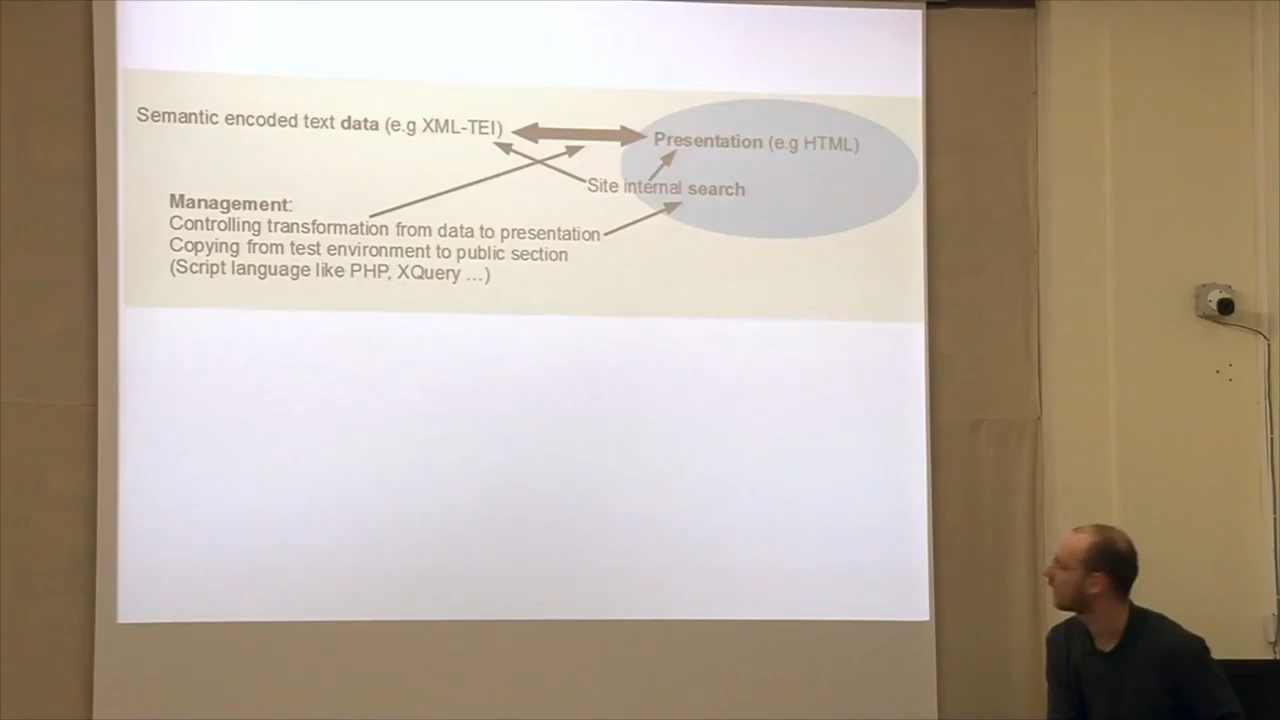 Semantic encoded text data (e.g XML-TEI)
Presentation (e.g HTML)
Site internal search
Management:
Controlling transformation from data to presentation
Copying from test environment to public section
(Script language like PHP, XQuery ...)